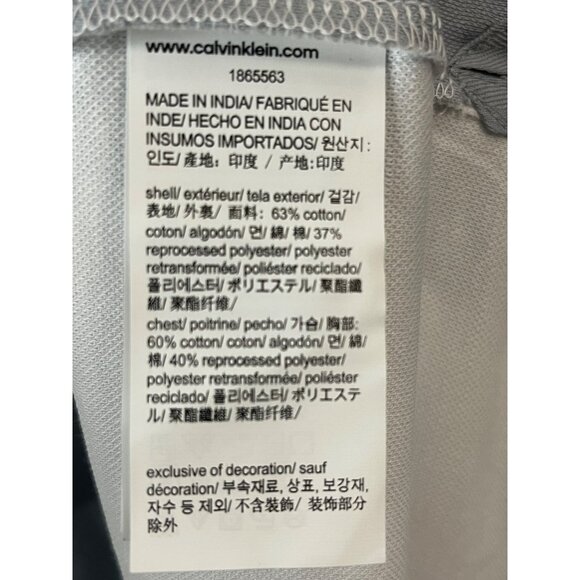 www.calvinklein.com
1865563
MADE IN INDIA/ FABRIQUÉ EN
INDE/ HECHO EN INDIA CON
INSUMOS IMPORTADOS/ 원산지 :
인도/ 產地: 印度 / 产地:印度
shell/ extérieur/ tela exterior/ 겉감/
表地/ 外裏/ 面料: 63% cotton/
coton/ algodón/ 면/ 綿/ 棉/ 37%
reprocessed polyester/ polyester
retransformée/ poliéster reciclado/
폴리에스터/ ポリエステル/ 聚酯纖
維/ 聚酯纤维/
chest/ poitrine/ pecho/ 가슴/ 胸部:
60% cotton/ coton/ algodón/ 면/ 綿/
棉/ 40% reprocessed polyester/
polyester retransformée/ poliéster
reciclado/ 폴리에스터/ ポリエステ
ル/ 聚酯纖維/ 聚酯纤维/
exclusive of decoration/ sauf
décoration/ 부속재료, 상표, 보강재,
자수 등 제외/ 不含裝飾/ 装饰部分
除外